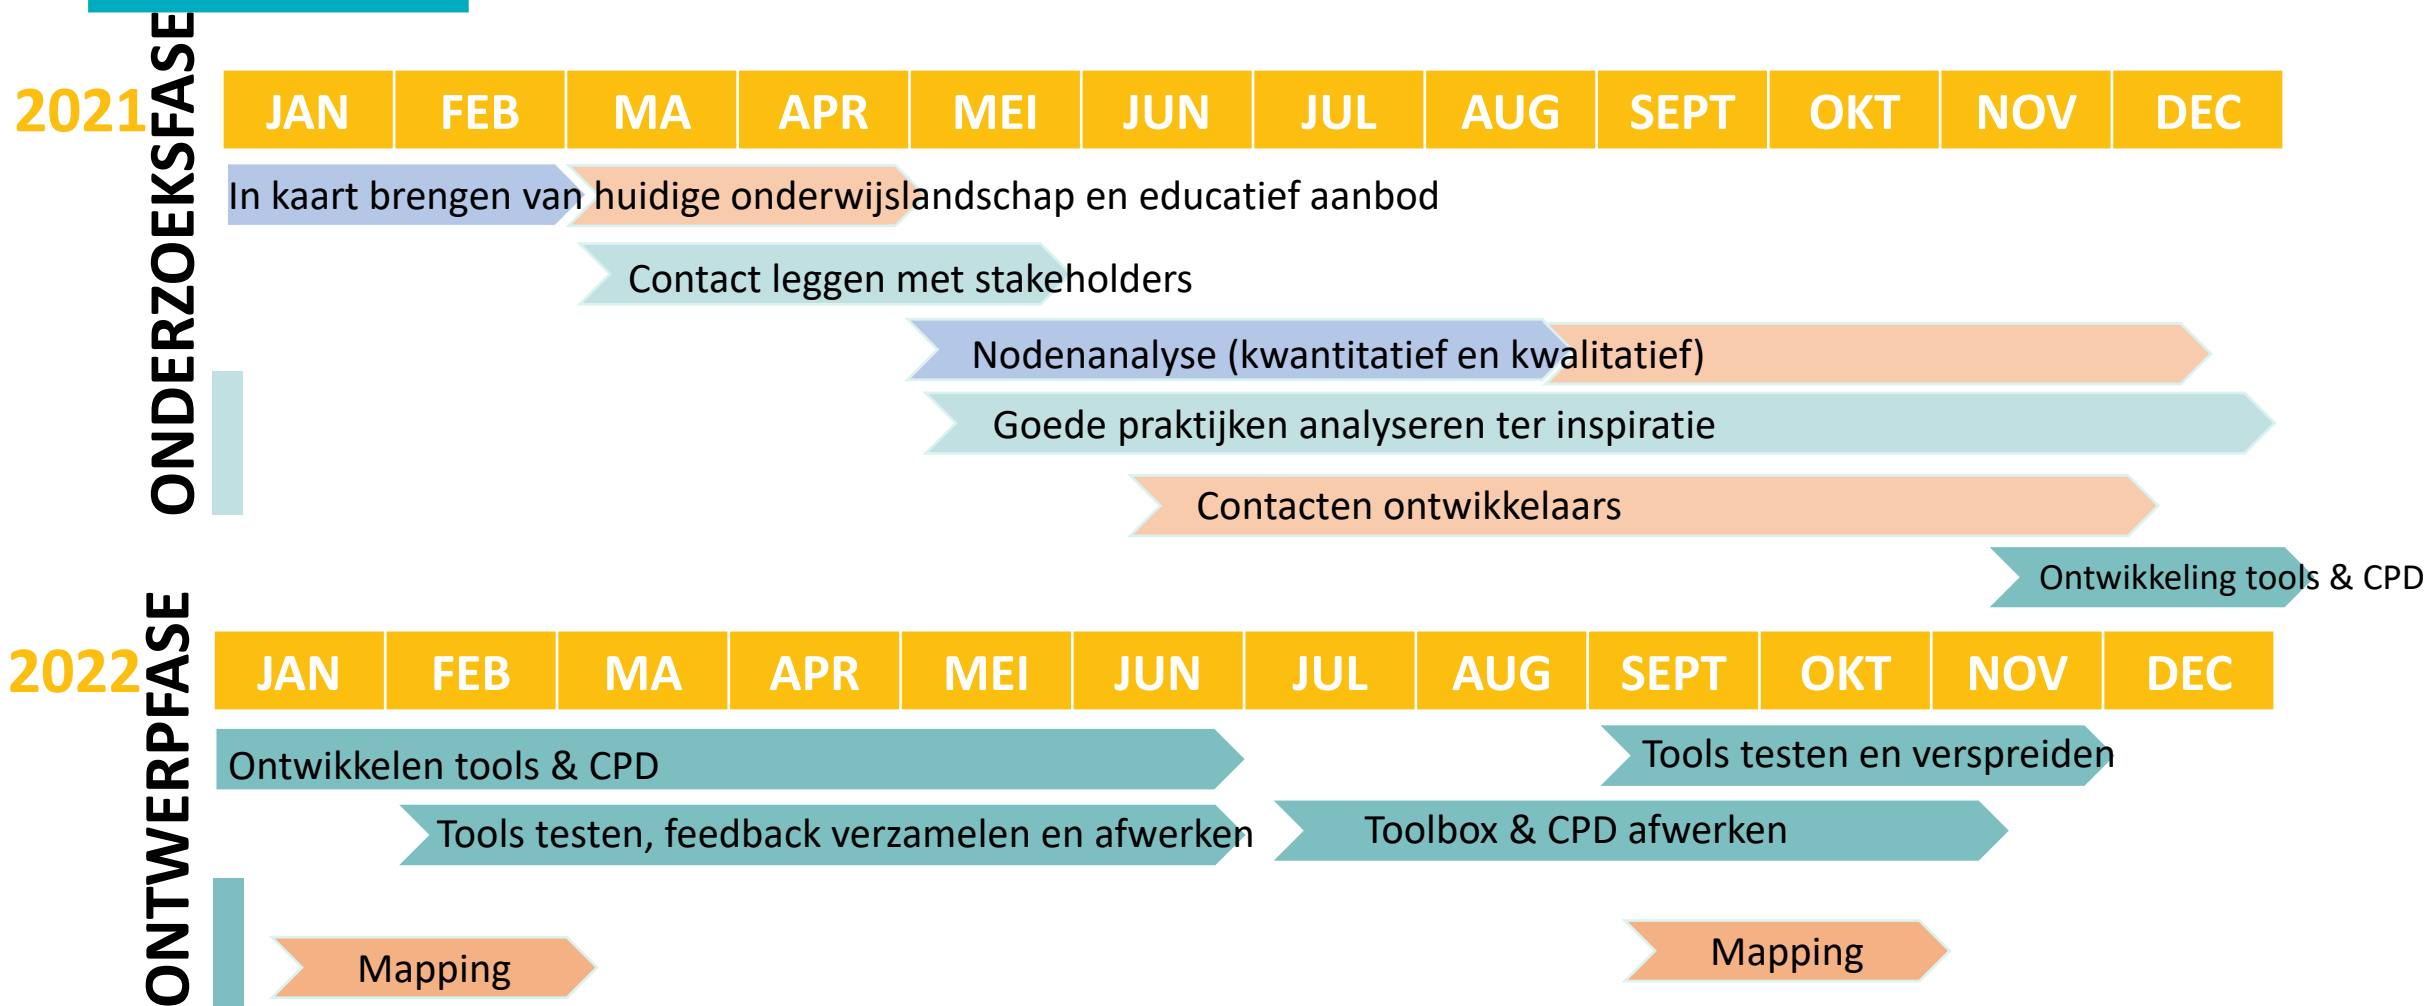 ONDERZOEKSFASE
2021
JAN FEB MA APR MEI JUN JUL AUG SEPT OKT NOV DEC
In kaart brengen van huidige onderwijslandschap en educatief aanbod
Contact leggen met stakeholders
Nodenanalyse (kwantitatief en kwalitatief)
Goede praktijken analyseren ter inspiratie
Contacten ontwikkelaars
Ontwikkeling tools & CPD
ONTWERPFASE
2022
JAN FEB MA APR MEI JUN JUL AUG SEPT OKT NOV DEC
Ontwikkelen tools & CPD
Tools testen en verspreiden
Tools testen, feedback verzamelen en afwerken
Toolbox & CPD afwerken
Mapping
Mapping